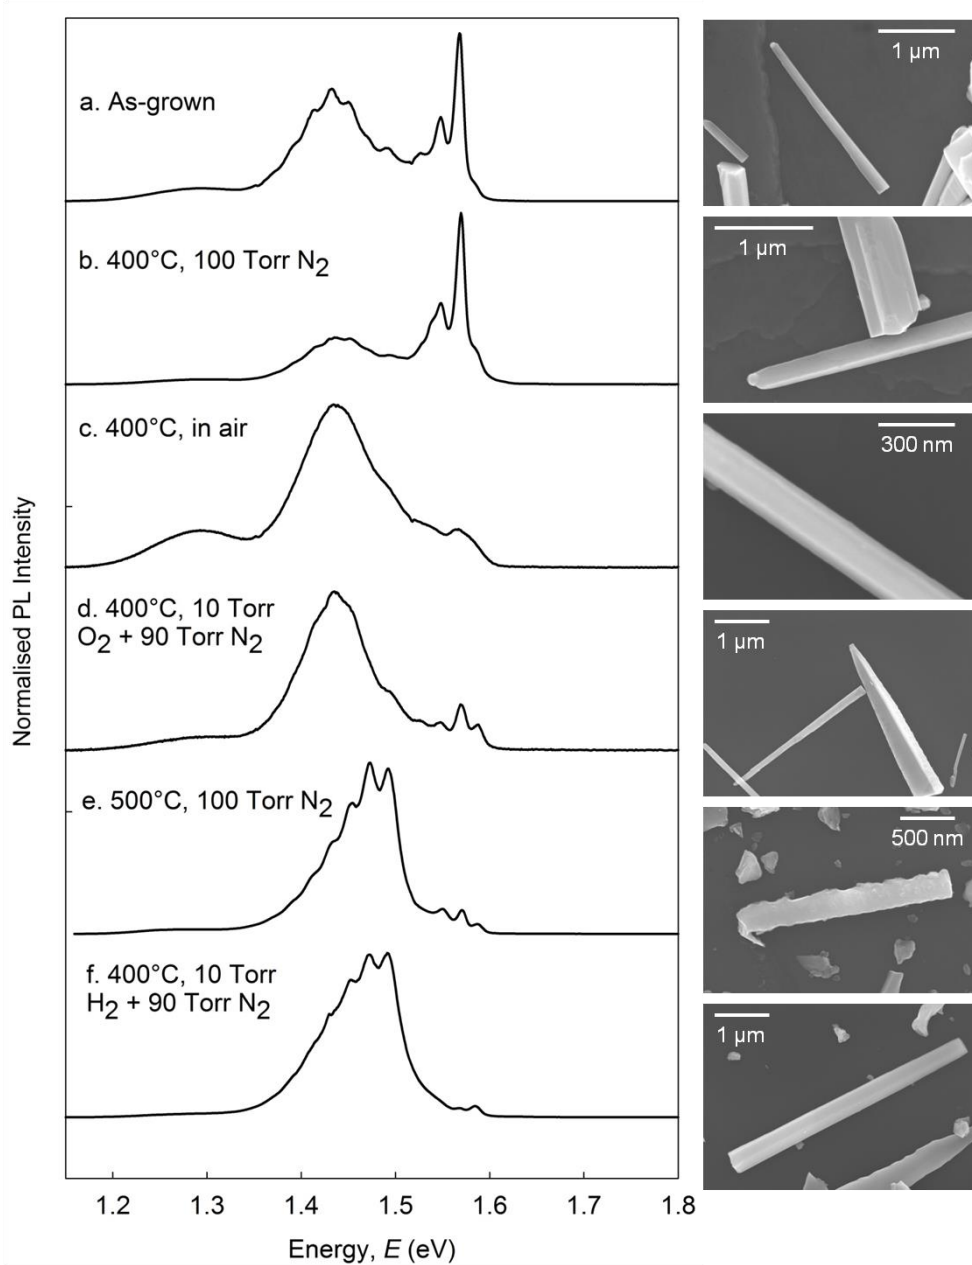 a. As-grown
b. 400°C, 100 Torr N2
c. 400°C, in air
d. 400°C, 10 Torr
O2 + 90 Torr N2
e. 500°C, 100 Torr N2
f. 400°C, 10 Torr
H2 + 90 Torr N2
Normalised PL Intensity
1.2 1.3 1.4 1.5 1.6 1.7 1.8
Energy, E (eV)
1 µm
1 µm
300 nm
1 µm
500 nm
1 µm